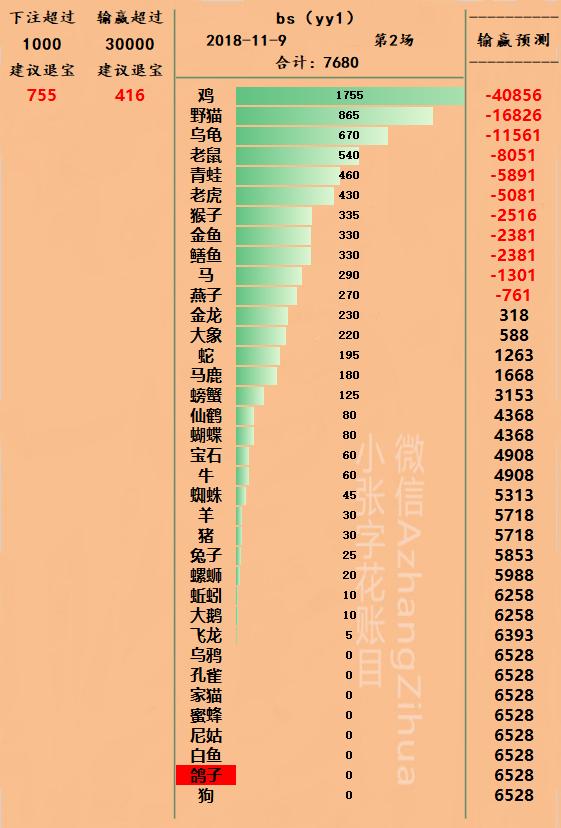 下注超过 输赢超过
1000 30000
建议退宝 建议退宝
755 416
bs（yy1）
2018-11-9 第2场
合计：7680
输赢预测
鸡 1755 -40856
野猫 865 -16826
乌龟 670 -11561
老鼠 540 -8051
青蛙 460 -5891
老虎 430 -5081
猴子 335 -2516
金鱼 330 -2381
鳝鱼 330 -2381
马 290 -1301
燕子 270 -761
金龙 230 318
大象 220 588
蛇 195 1263
马鹿 180 1668
螃蟹 125 3153
仙鹤 80 4368
蝴蝶 80 4368
宝石 60 4908
牛 60 4908
蜘蛛 45 5313
羊 30 5718
猪 30 5718
兔子 25 5853
螺蛳 20 5988
蚯蚓 10 6258
大鹅 10 6258
飞龙 5 6393
乌鸦 0 6528
孔雀 0 6528
家猫 0 6528
蜜蜂 0 6528
尼姑 0 6528
白鱼 0 6528
鸽子 0 6528
狗 0 6528
微信AzhangZihua
小张字花账目